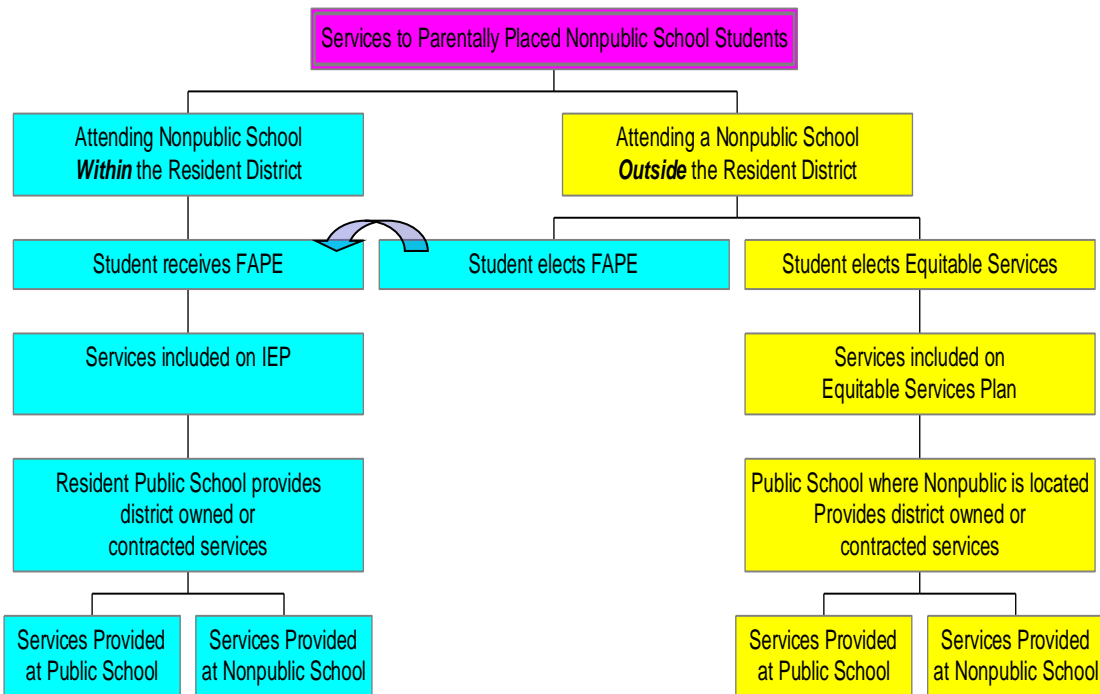 Services to Parentally Placed Nonpublic School Students
Attending Nonpublic School
Within the Resident District
Attending a Nonpublic School
Outside the Resident District
Student receives FAPE
Student elects FAPE
Student elects Equitable Services
Services included on IEP
Services included on
Equitable Services Plan
Resident Public School provides
district owned or
contracted services
Public School where Nonpublic is located
Provides district owned or
contracted services
Services Provided
at Public School
Services Provided
at Nonpublic School
Services Provided
at Public School
Services Provided
at Nonpublic School